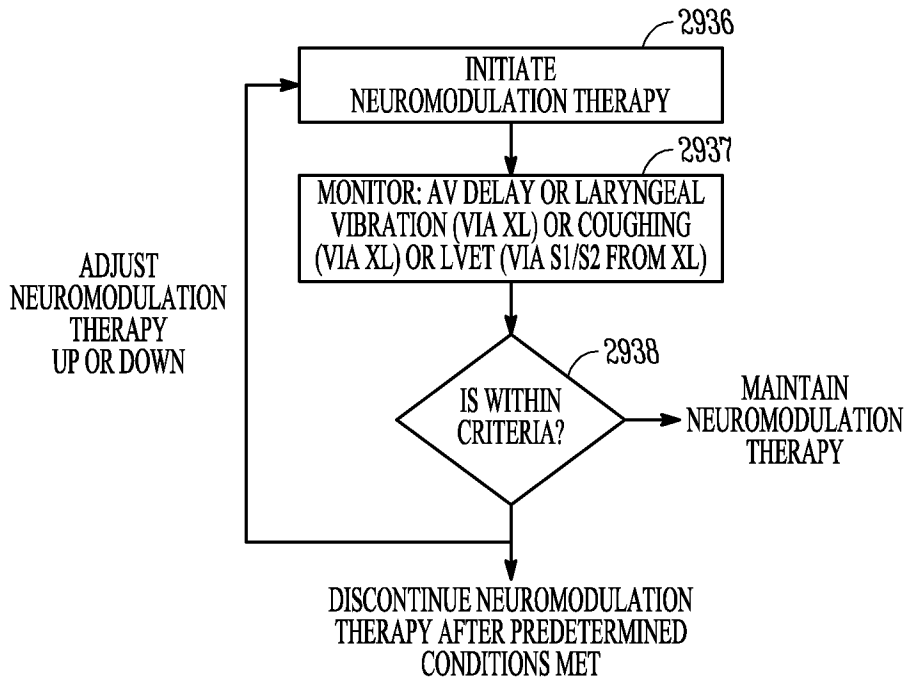 2936
INITIATE
NEUROMODULATION THERAPY
2937
MONITOR: AV DELAY OR LARYNGEAL
VIBRATION (VIA XL) OR COUGHING
(VIA XL) OR LVET (VIA S1/S2 FROM XL)
ADJUST
NEUROMODULATION
THERAPY
UP OR DOWN
2938
IS WITHIN
CRITERIA?
MAINTAIN
NEUROMODULATION
THERAPY
DISCONTINUE NEUROMODULATION
THERAPY AFTER PREDETERMINED
CONDITIONS MET